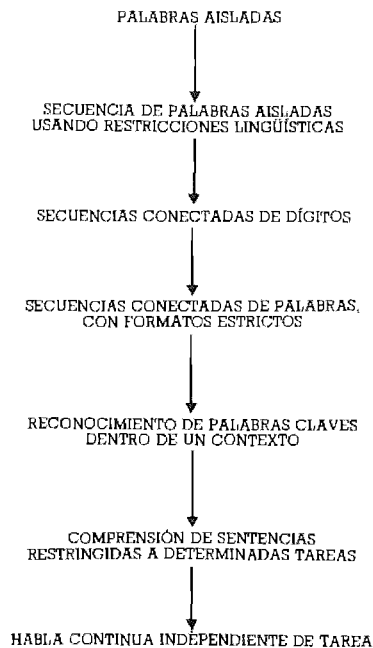 PALABRAS AISLADAS
SECUENCIA DE PALABRAS AISLADAS
USANDO RESTRICCIONES LINGÜÍSTICAS
SECUENCIAS CONECTADAS DE DÍGITOS
SECUENCIAS CONECTADAS DE PALABRAS,
CON FORMATOS ESTRICTOS
RECONOCIMIENTO DE PALABRAS CLAVES
DENTRO DE UN CONTEXTO
COMPRENSIÓN DE SENTENCIAS
RESTRINGIDAS A DETERMINADAS TAREAS
HABLA CONTINUA INDEPENDIENTE DE TAREA